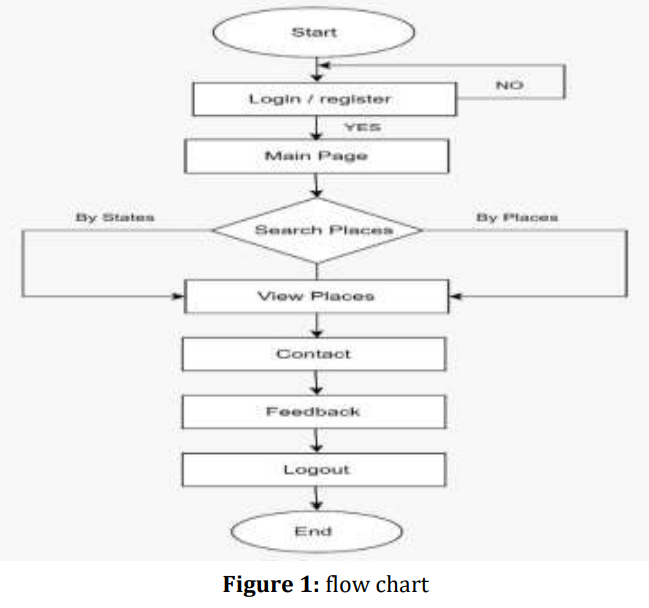 Start
NO
Login / register
YES
Main Page
By States
By Places
Search Places
View Places
Contact
Feedback
Logout
End
Figure 1: flow chart